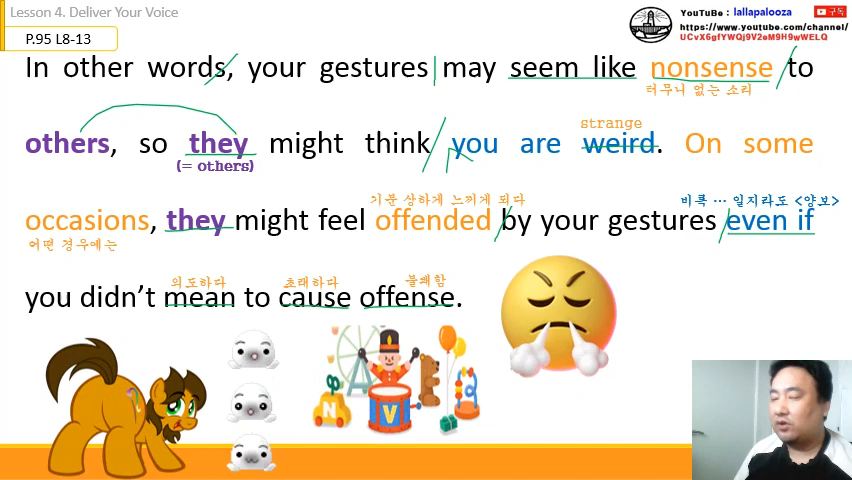 Lesson 4. Deliver Your Voice
P.95 L8-13
YouTuBe : lallapalooza
구독
https://www.youtube.com/channel/
UCvX6gfYWQj9V2eM9H9wWELQ
In other words, your gestures may seem like nonsense to
터무니 없는 소리
strange
others, so they might think you are weird. On some
(= others)
기분 상하게 느끼게 되다
비록 … 일지라도 <양보>
occasions, they might feel offended by your gestures even if
어떤 경우에는
의도하다 초래하다 불쾌함
you didn't mean to cause offense.
N V